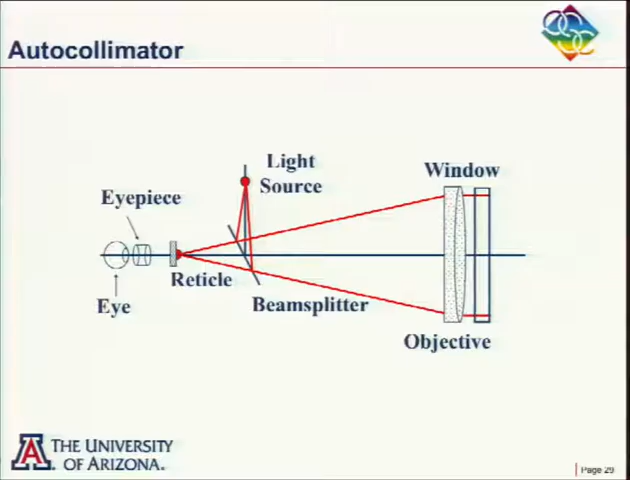 Autocollimator
Light
Source
Window
Eyepiece
Reticle
Eye
Beamsplitter
Objective
A
THE UNIVERSITY
OF ARIZONA.
Page 29